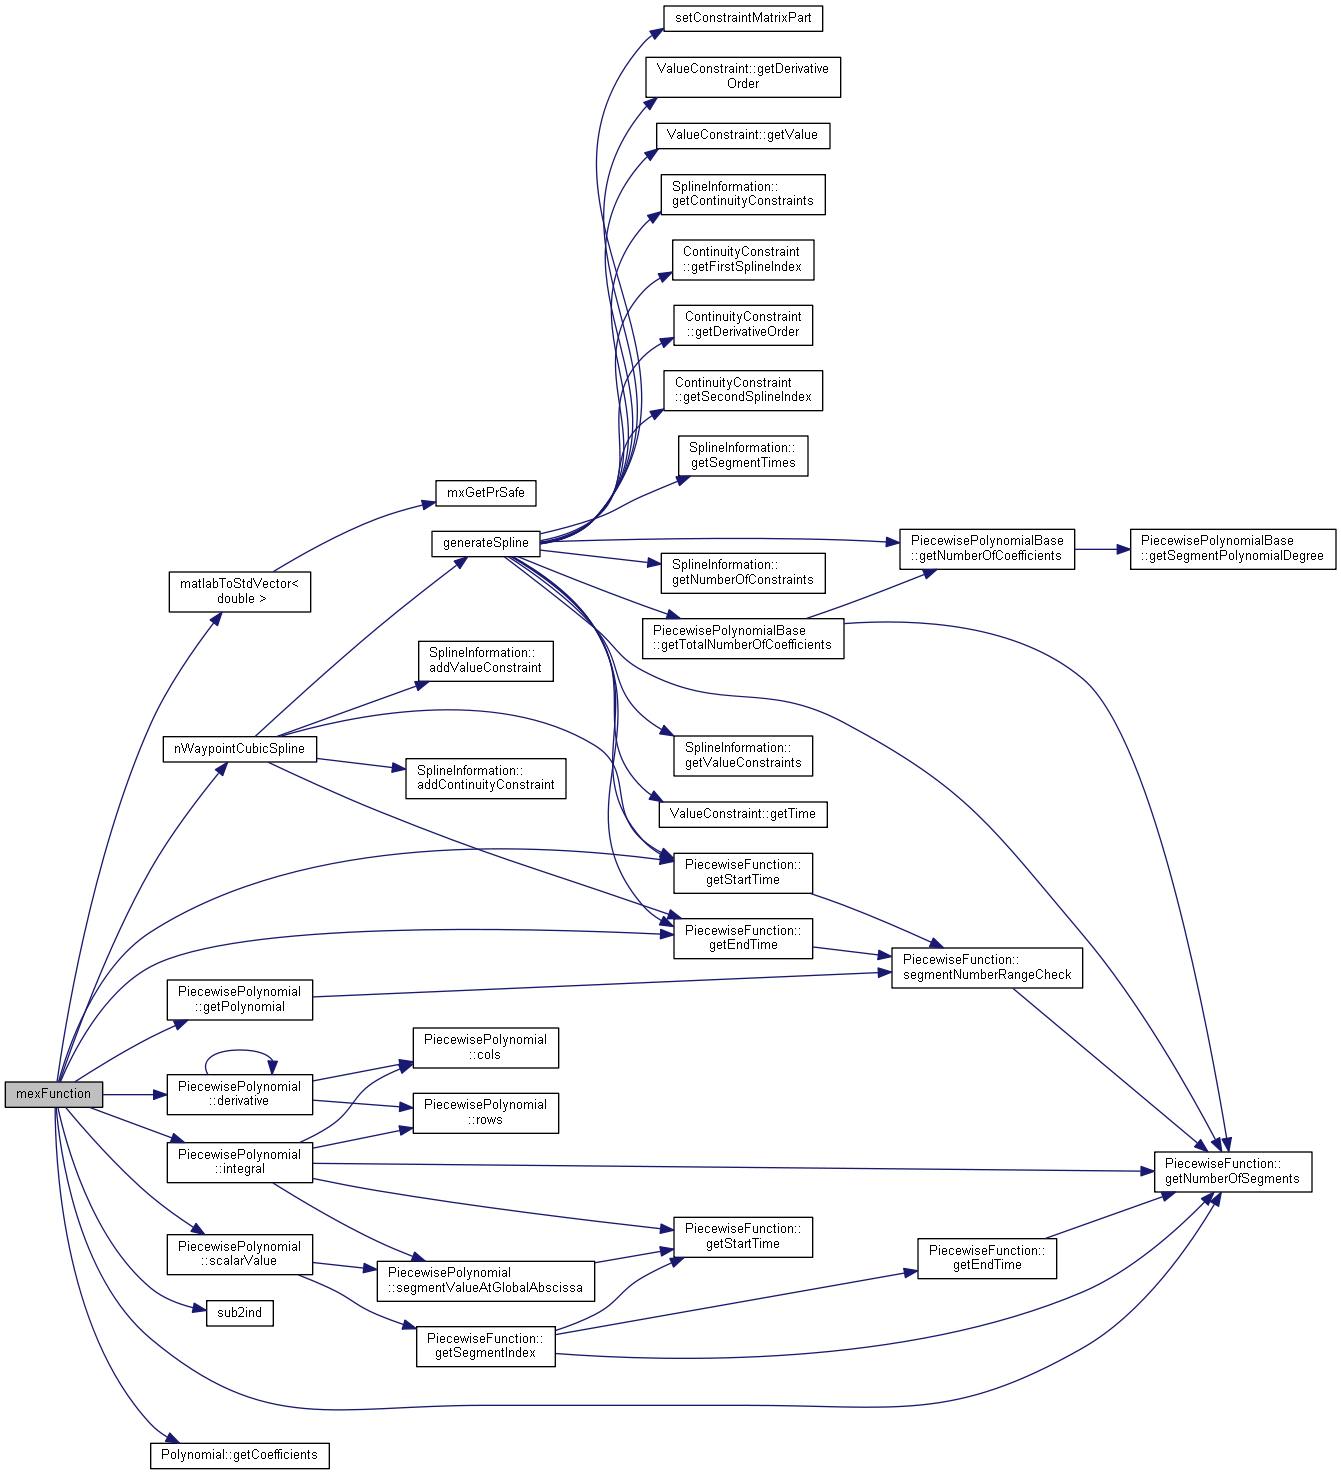 setConstraintMatrixPart
ValueConstraint::getDerivative
Order
ValueConstraint::getValue
SplineInformation::
getContinuityConstraints
ContinuityConstraint
::getFirstSplineIndex
ContinuityConstraint
::getDerivativeOrder
ContinuityConstraint
::getSecondSplineIndex
SplineInformation::
getSegmentTimes
mxGetPrSafe
generateSpline
PiecewisePolynomialBase
::getNumberOfCoefficients
PiecewisePolynomialBase
::getSegmentPolynomialDegree
SplineInformation::
getNumberOfConstraints
matlabToStdVector<
double >
PiecewisePolynomialBase
::getTotalNumberOfCoefficients
SplineInformation::
addValueConstraint
nWaypointCubicSpline
SplineInformation::
getValueConstraints
SplineInformation::
addContinuityConstraint
ValueConstraint::getTime
PiecewiseFunction::
getStartTime
PiecewiseFunction::
getEndTime
PiecewiseFunction::
segmentNumberRangeCheck
PiecewisePolynomial
::getPolynomial
PiecewisePolynomial
::cols
mexFunction
PiecewisePolynomial
::derivative
PiecewisePolynomial
::rows
PiecewisePolynomial
::integral
PiecewiseFunction::
getNumberOfSegments
PiecewiseFunction::
getStartTime
PiecewisePolynomial
::scalarValue
PiecewiseFunction::
getEndTime
PiecewisePolynomial
::segmentValueAtGlobalAbscissa
sub2ind
PiecewiseFunction::
getSegmentIndex
Polynomial::getCoefficients